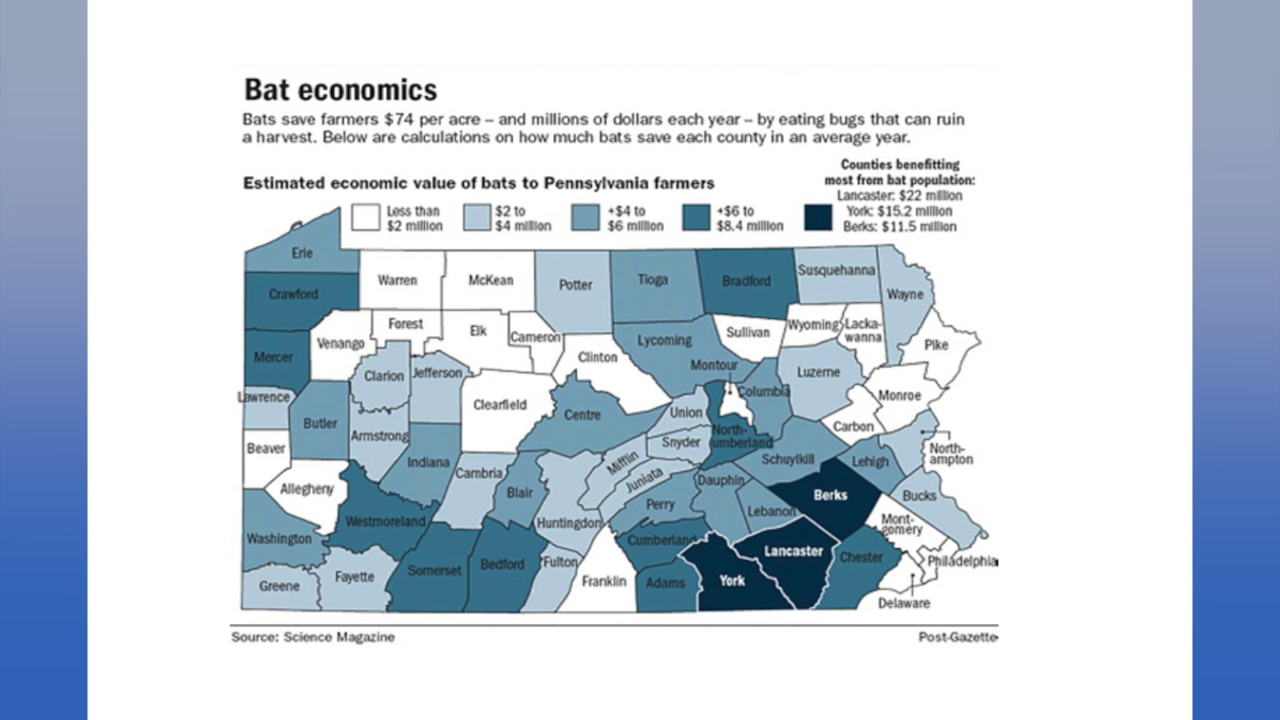 Bat economics
Bats save farmers $74 per acre – and millions of dollars each year – by eating bugs that can ruin
a harvest. Below are calculations on how much bats save each county in an average year.
Counties benefitting
most from bat population:
Lancaster: $22 million
York: $15.2 million
Berks: $11.5 million
Estimated economic value of bats to Pennsylvania farmers
Less than
$2 million
$2 to
$4 million
+$4 to
$6 million
+$6 to
$8.4 million
Erie
Crawford
Warren
McKean
Potter
Tioga
Bradford
Susquehanna
Wayne
Mercer
Venango
Forest
Elk
Cameron
Clinton
Lycoming
Sullivan
Wyoming
Lacka-
wanna
Pike
Lawrence
Clarion
Jefferson
Clearfield
Centre
Montour
Columbia
Luzerne
Monroe
Butler
Armstrong
Union
Snyder
North-
umberland
Carbon
Beaver
Indiana
Cambria
Mifflin
Juniata
Schuylkill
Lehigh
North-
ampton
Allegheny
Blair
Huntingdon
Perry
Dauphin
Lebanon
Berks
Bucks
Washington
Westmoreland
Cumberland
Lancaster
Mont-
gomery
Greene
Fayette
Somerset
Bedford
Fulton
Franklin
Adams
York
Chester
Philadelphia
Delaware
Source: Science Magazine
Post-Gazette